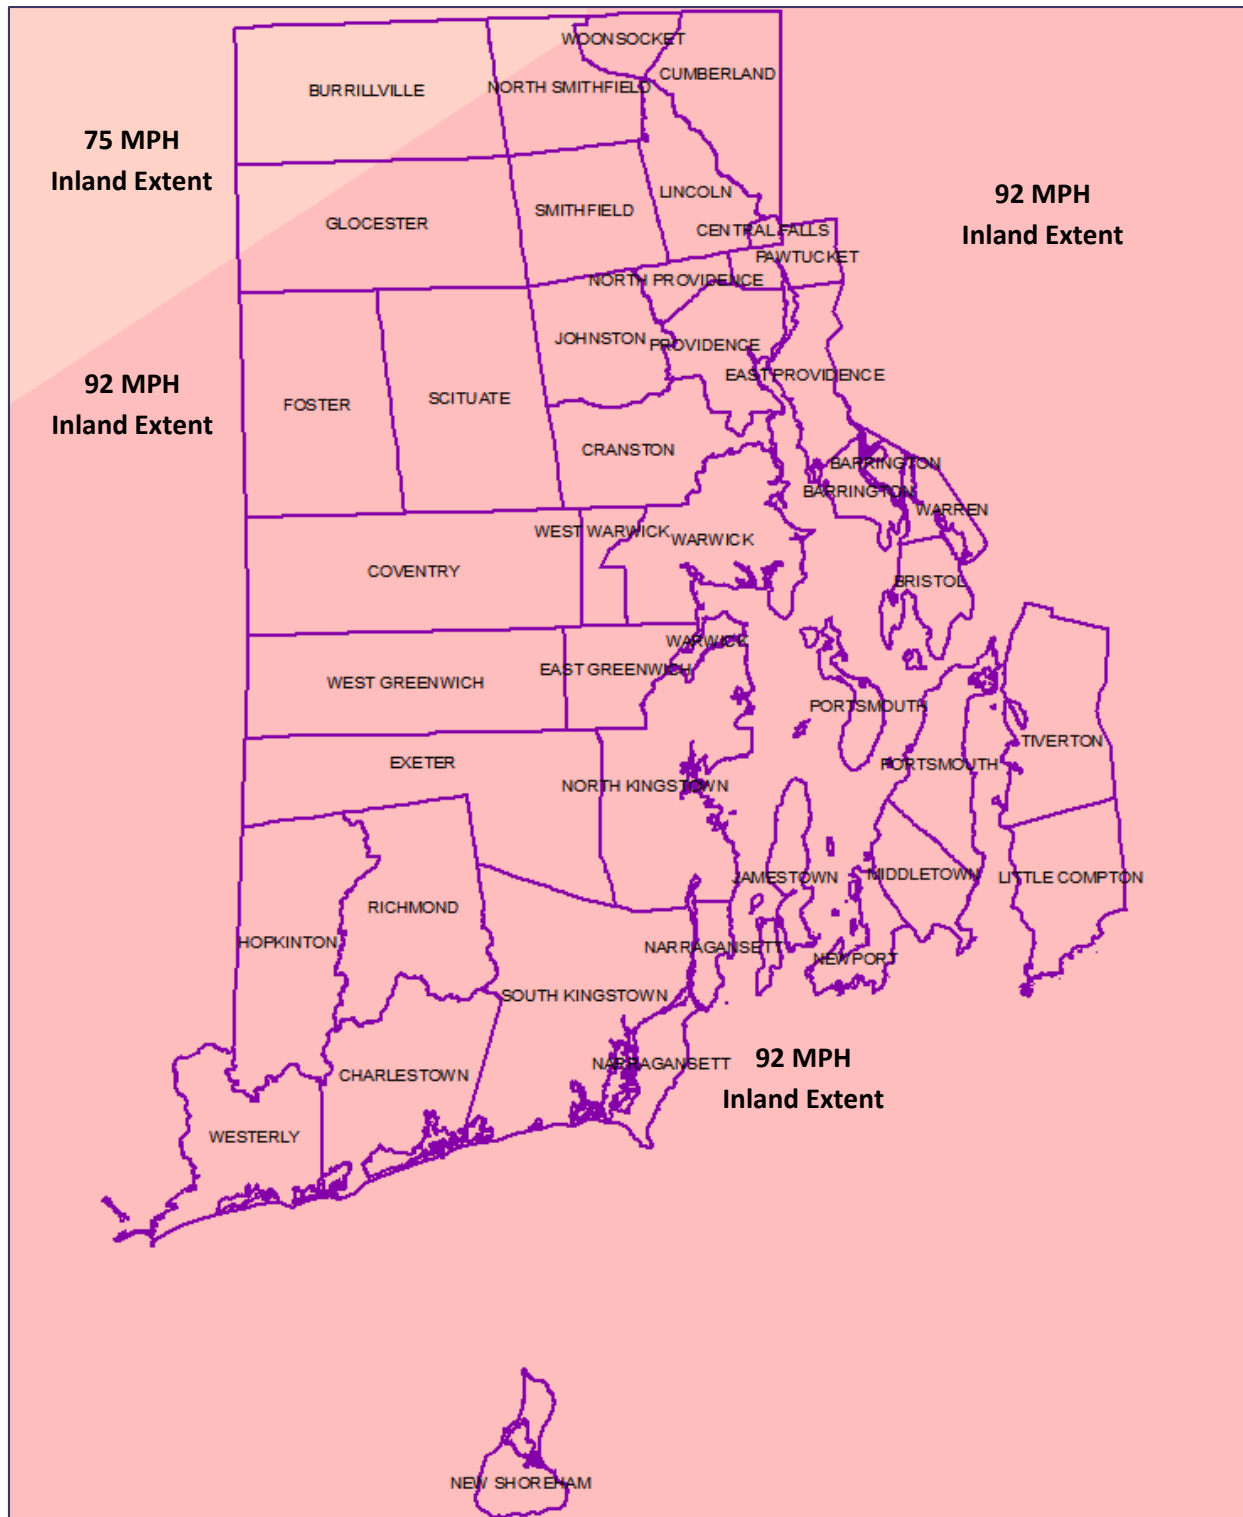 WOONSOCKET
CUMBERLAND
BURRILLVILLE
NORTH SMITHFIELD
75 MPH
Inland Extent
LINCOLN
92 MPH
Inland Extent
SMITHFIELD
GLOCESTER
CENTRAL FALLS
PAWTUCKET
NORTH PROVIDENCE
JOHNSTON
PROVIDENCE
EAST PROVIDENCE
92 MPH
Inland Extent
FOSTER
SCITUATE
CRANSTON
BARRINGTON
BARRINGTON
WARREN
WEST WARWICK
WARWICK
COVENTRY
BRISTOL
WARWICK
EAST GREENWICH
WEST GREENWICH
PORTSMOUTH
TIVERTON
EXETER
PORTSMOUTH
NORTH KINGSTOWN
JAMESTOWN
MIDDLETOWN
LITTLE COMPTON
RICHMOND
HOPKINTON
NARRAGANSETT
NEWPORT
SOUTH KINGSTOWN
NARRAGANSETT
92 MPH
Inland Extent
CHARLESTOWN
WESTERLY
NEW SHOREHAM